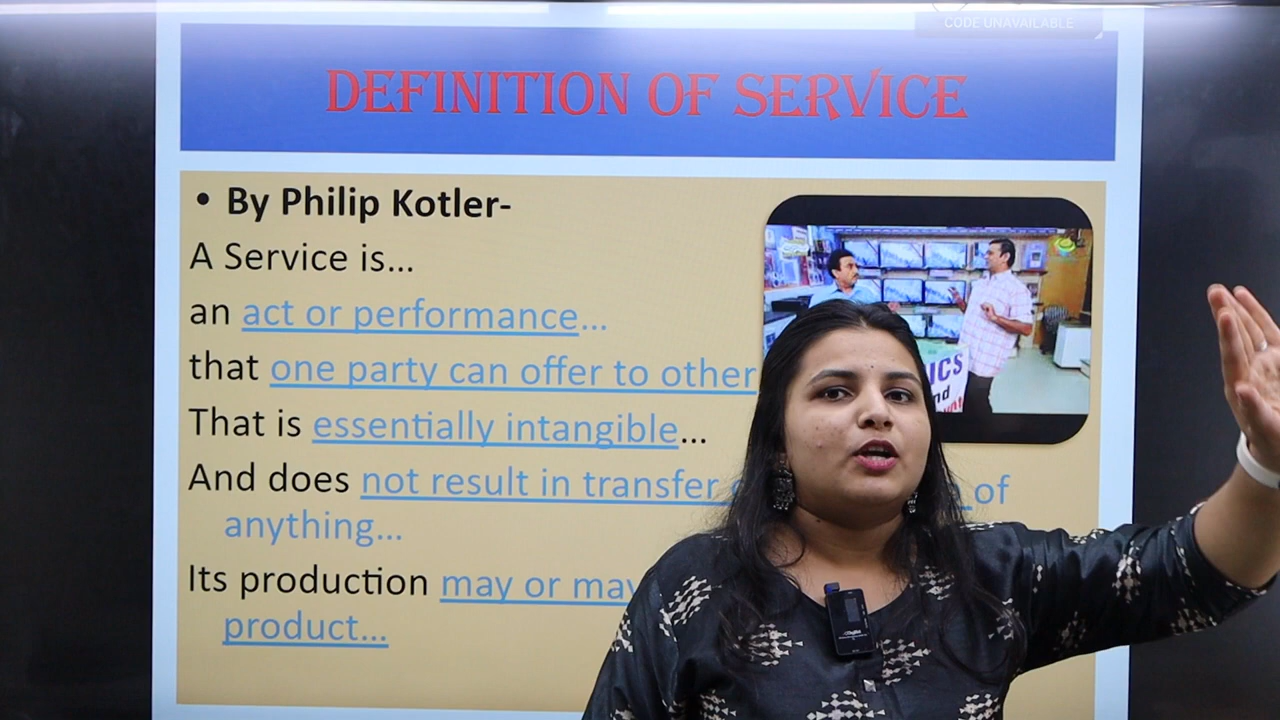 CODE UNAVAILABLE
DEFINITION OF SERVICE
• By Philip Kotler-
A Service is...
an act or performance...
that one party can offer to other
That is essentially intangible...
ICS
nd
And does not result in transfer of
anything...
Its production may or may
product...